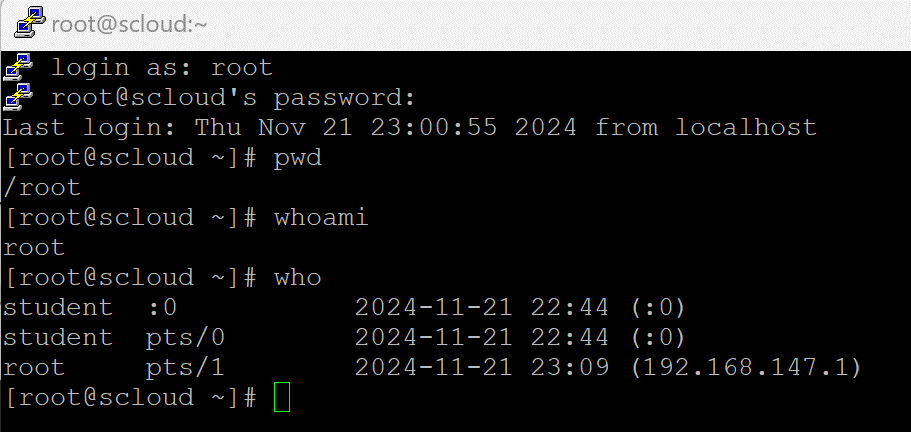 root@scloud:~
login as: root
root@scloud's password:
Last login: Thu Nov 21 23:00:55 2024 from localhost
[root@scloud ~]# pwd
/root
[root@scloud ~]# whoami
root
[root@scloud ~]# who
student  :0           2024-11-21 22:44 (:0)
student  pts/0        2024-11-21 22:44 (:0)
root     pts/1        2024-11-21 23:09 (192.168.147.1)
[root@scloud ~]#